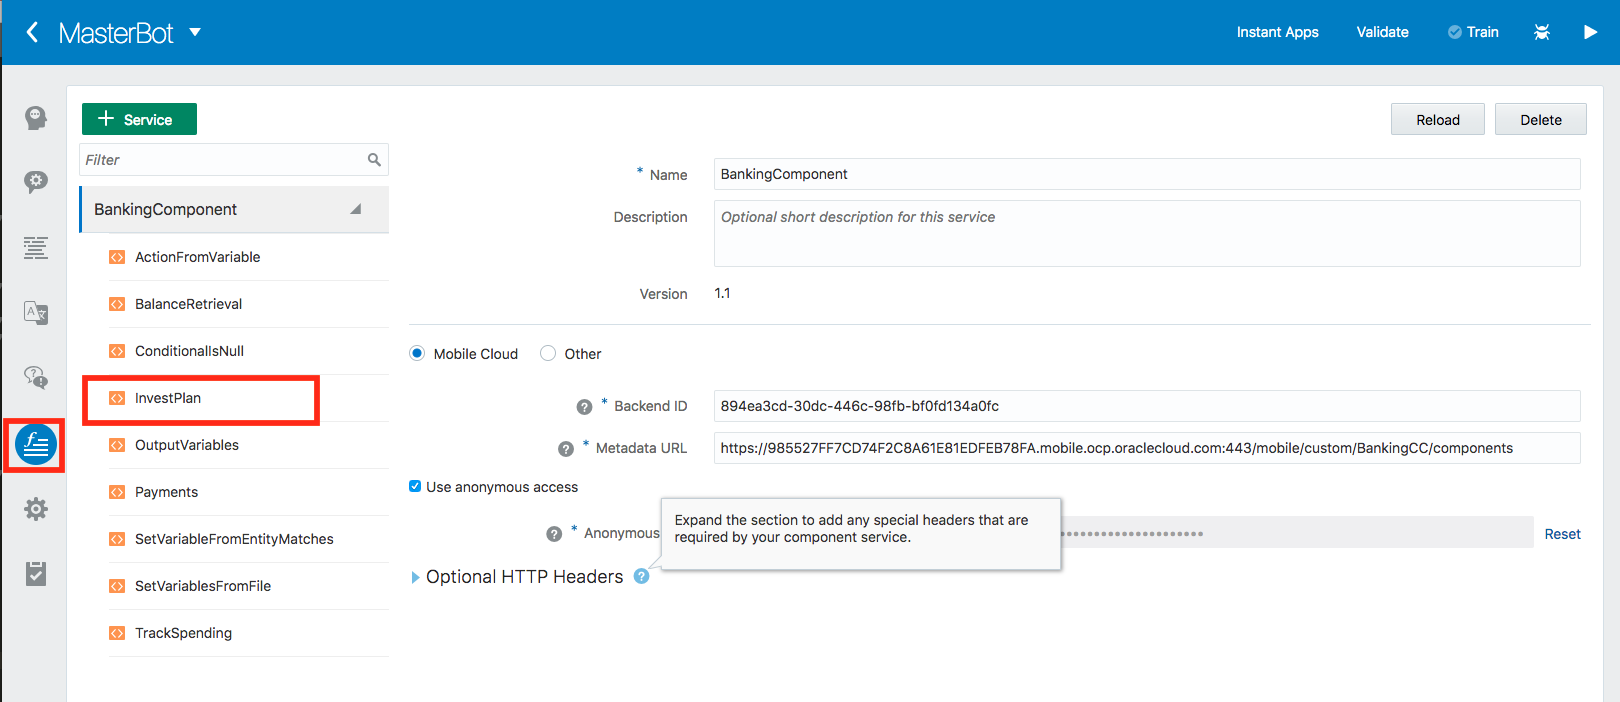 MasterBot
Instant Apps
Validate
Train
+ Service
Reload
Delete
Filter
BankingComponent
ActionFromVariable
BalanceRetrieval
ConditionalIsNull
InvestPlan
OutputVariables
Payments
SetVariableFromEntityMatches
SetVariablesFromFile
TrackSpending
* Name
BankingComponent
Description
Optional short description for this service
Version
1.1
Mobile Cloud
Other
? * Backend ID
894ea3cd-30dc-446c-98fb-bf0fd134a0fc
? * Metadata URL
https://985527FF7CD74F2C8A61E81EDFEB78FA.mobile.ocp.oraclecloud.com:443/mobile/custom/BankingCC/components
Use anonymous access
? * Anonymous
Expand the section to add any special headers that are
required by your component service.
Reset
Optional HTTP Headers ?